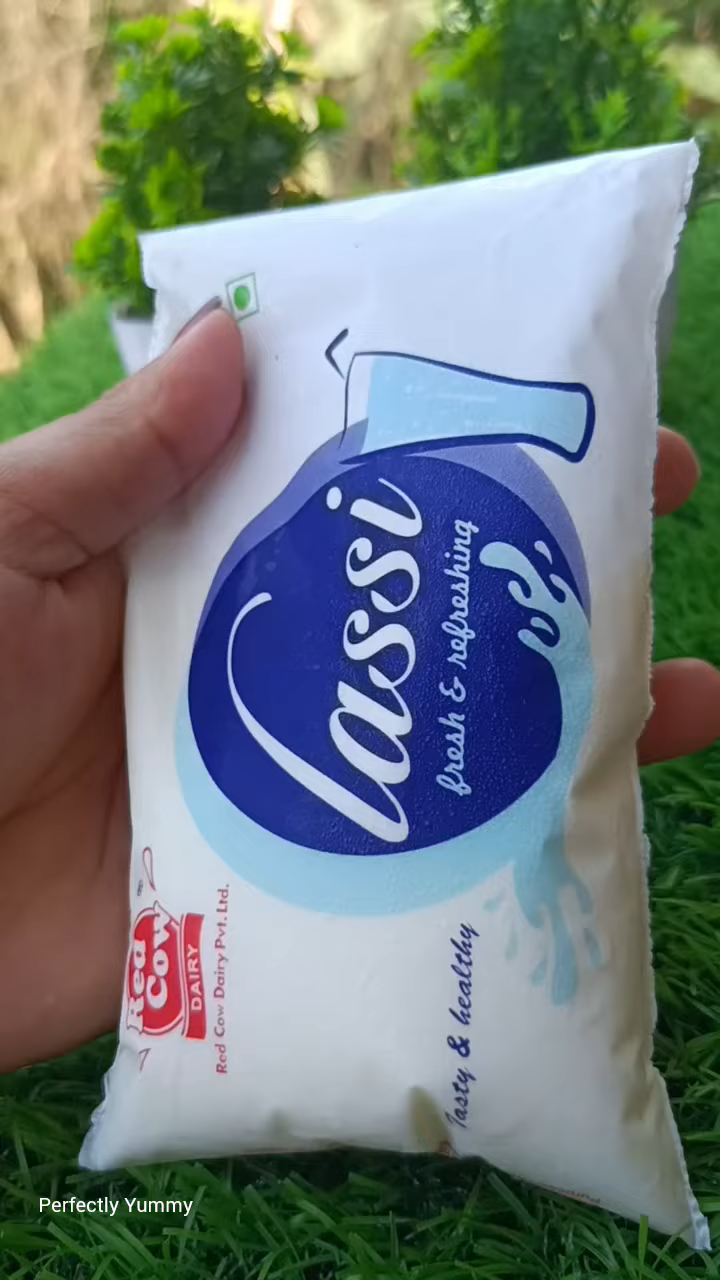 Lassi
fresh & refreshing
Red
Cow
DAIRY
Red Cow Dairy Pvt. Ltd.
Tasty & healthy
Perfectly Yummy